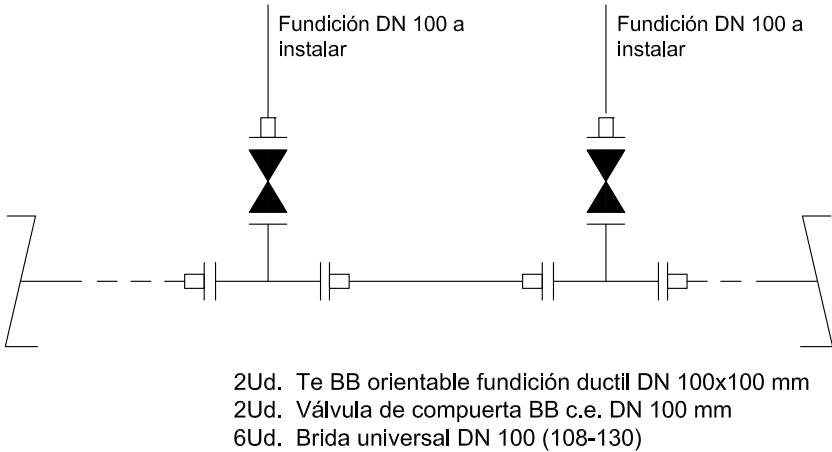 Fundición DN 100 a
instalar
Fundición DN 100 a
instalar
2Ud. Te BB orientable fundición ductil DN 100x100 mm
2Ud. Válvula de compuerta BB c.e. DN 100 mm
6Ud. Brida universal DN 100 (108-130)